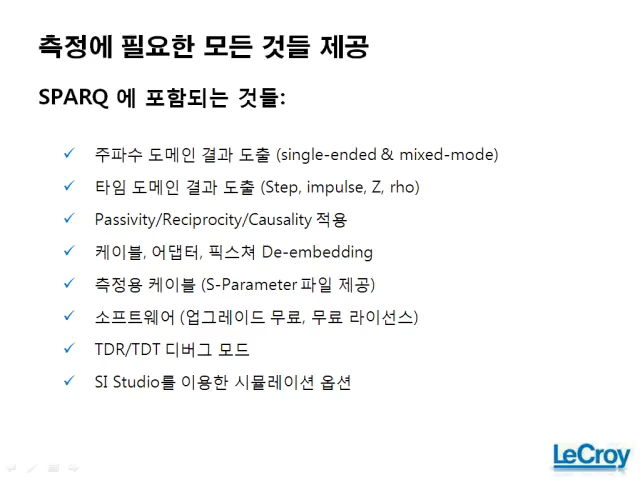 측정에 필요한 모든 것들 제공
SPARQ 에 포함되는 것들:
✓ 주파수 도메인 결과 도출 (single-ended & mixed-mode)
✓ 타임 도메인 결과 도출 (Step, impulse, Z, rho)
✓ Passivity/Reciprocity/Causality 적용
✓ 케이블, 어댑터, 픽스쳐 De-embedding
✓ 측정용 케이블 (S-Parameter 파일 제공)
✓ 소프트웨어 (업그레이드 무료, 무료 라이선스)
✓ TDR/TDT 디버그 모드
✓ SI Studio를 이용한 시뮬레이션 옵션
LeCroy